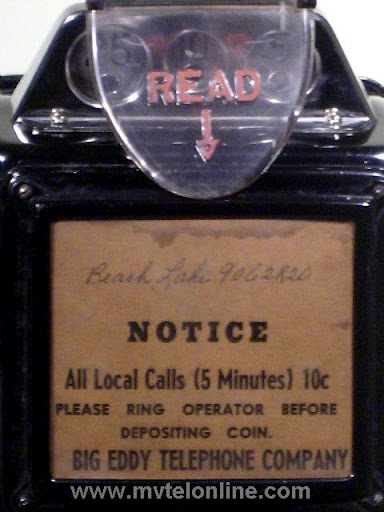 READ
Beach Lake 9062R20
NOTICE
All Local Calls (5 Minutes) 10c
PLEASE RING OPERATOR BEFORE
DEPOSITING COIN.
BIG EDDY TELEPHONE COMPANY
www.mvtelonline.com